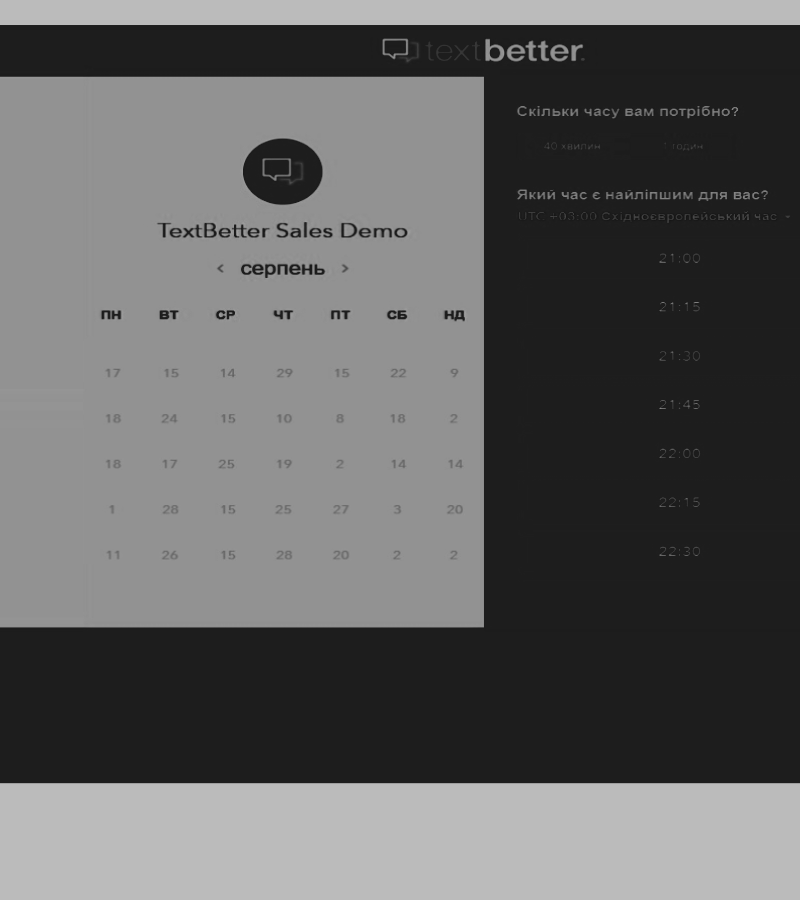 textbetter.
TextBetter Sales Demo
< серпень >
ПН ВТ СР ЧТ ПТ СБ НД
17 15 14 29 15 22 9
18 24 15 10 8 18 2
18 17 25 19 2 14 14
1 28 15 25 27 3 20
11 26 15 28 20 2 2
Скільки часу вам потрібно?
40 хвилин 1 годин
Який час є найліпшим для вас?
UTC +03:00 Східноєвропейський час
21:00
21:15
21:30
21:45
22:00
22:15
22:30